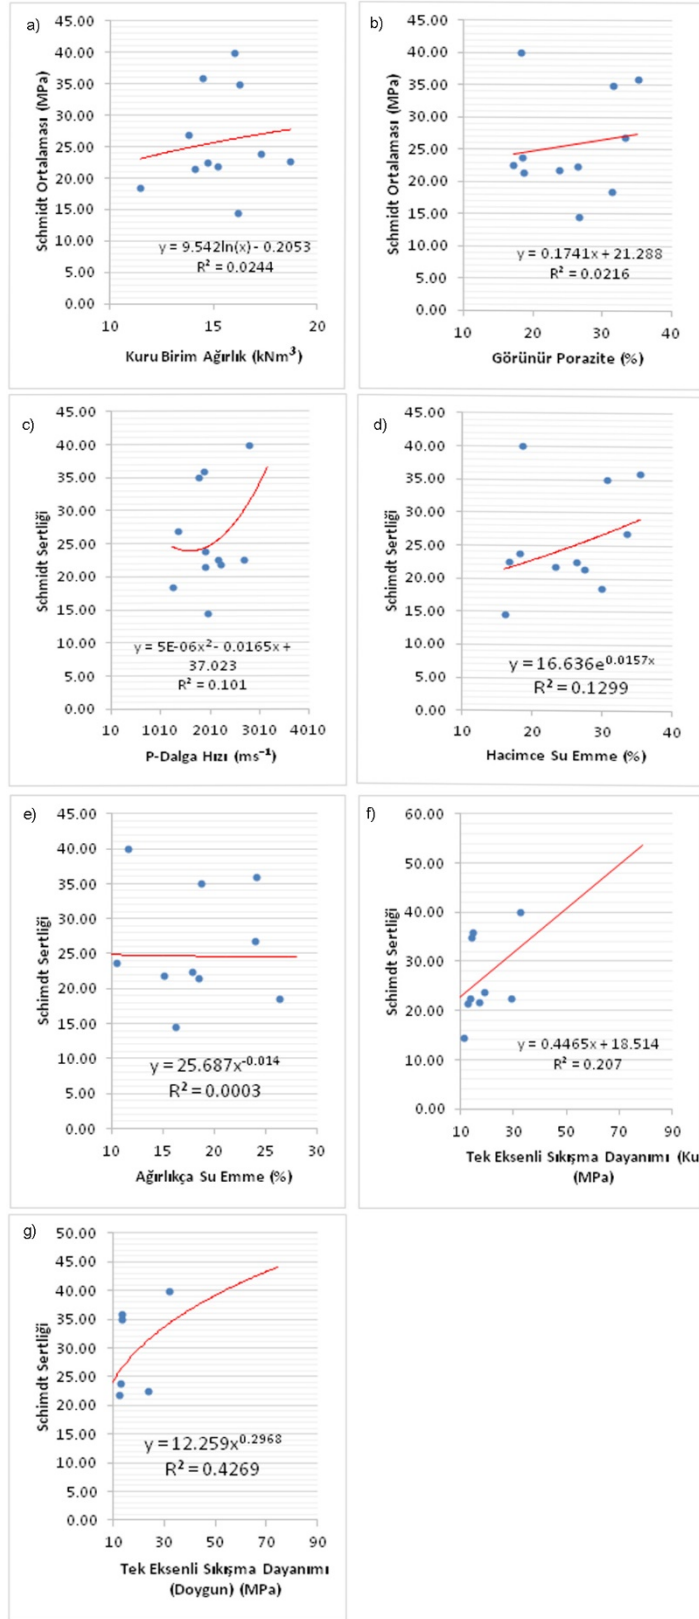 a)
Schmidt Ortalaması (MPa)
45.00
40.00
35.00
30.00
25.00
20.00
15.00
10.00
5.00
0.00
y = 9.542ln(x) - 0.2053
R² = 0.0244
10 15 20
Kuru Birim Ağırlık (kNm³)
b)
Schmidt Ortalaması (MPa)
45.00
40.00
35.00
30.00
25.00
20.00
15.00
10.00
5.00
0.00
y = 0.1741x + 21.288
R² = 0.0216
10 20 30 40
Görünür Porazite (%)
c)
Schmidt Sertliği
45.00
40.00
35.00
30.00
25.00
20.00
15.00
10.00
5.00
0.00
y = 5E-06x² - 0.0165x +
37.023
R² = 0.101
10 1010 2010 3010 4010
P-Dalga Hızı (ms⁻¹)
d)
Schimdt Sertliği
45.00
40.00
35.00
30.00
25.00
20.00
15.00
10.00
5.00
0.00
y = 16.636e^0.0157x
R² = 0.1299
10 20 30 40
Hacimce Su Emme (%)
e)
Schimdt Sertliği
45.00
40.00
35.00
30.00
25.00
20.00
15.00
10.00
5.00
0.00
y = 25.687x^-0.014
R² = 0.0003
10 15 20 25 30
Ağırlıkça Su Emme (%)
f)
Schimdt Sertliği
60.00
50.00
40.00
30.00
20.00
10.00
0.00
y = 0.4465x + 18.514
R² = 0.207
10 30 50 70 90
Tek Eksenli Sıkışma Dayanımı (Ku
(MPa)
g)
Schimdt Sertliği
50.00
45.00
40.00
35.00
30.00
25.00
20.00
15.00
10.00
5.00
0.00
y = 12.259x^0.2968
R² = 0.4269
10 30 50 70 90
Tek Eksenli Sıkışma Dayanımı
(Doygun) (MPa)